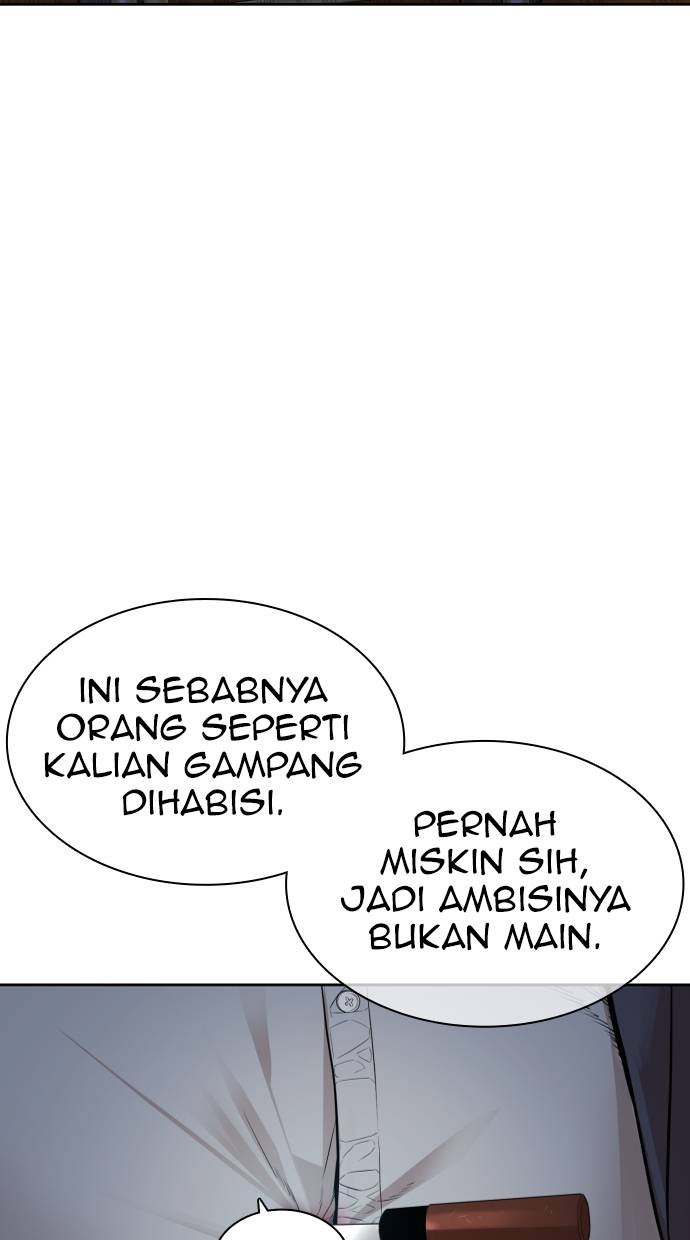 INI SEBABNYA
ORANG SEPERTI
KALIAN GAMPANG
DIHABISI.
PERNAH
MISKIN SIH,
JADI AMBISINYA
BUKAN MAIN.